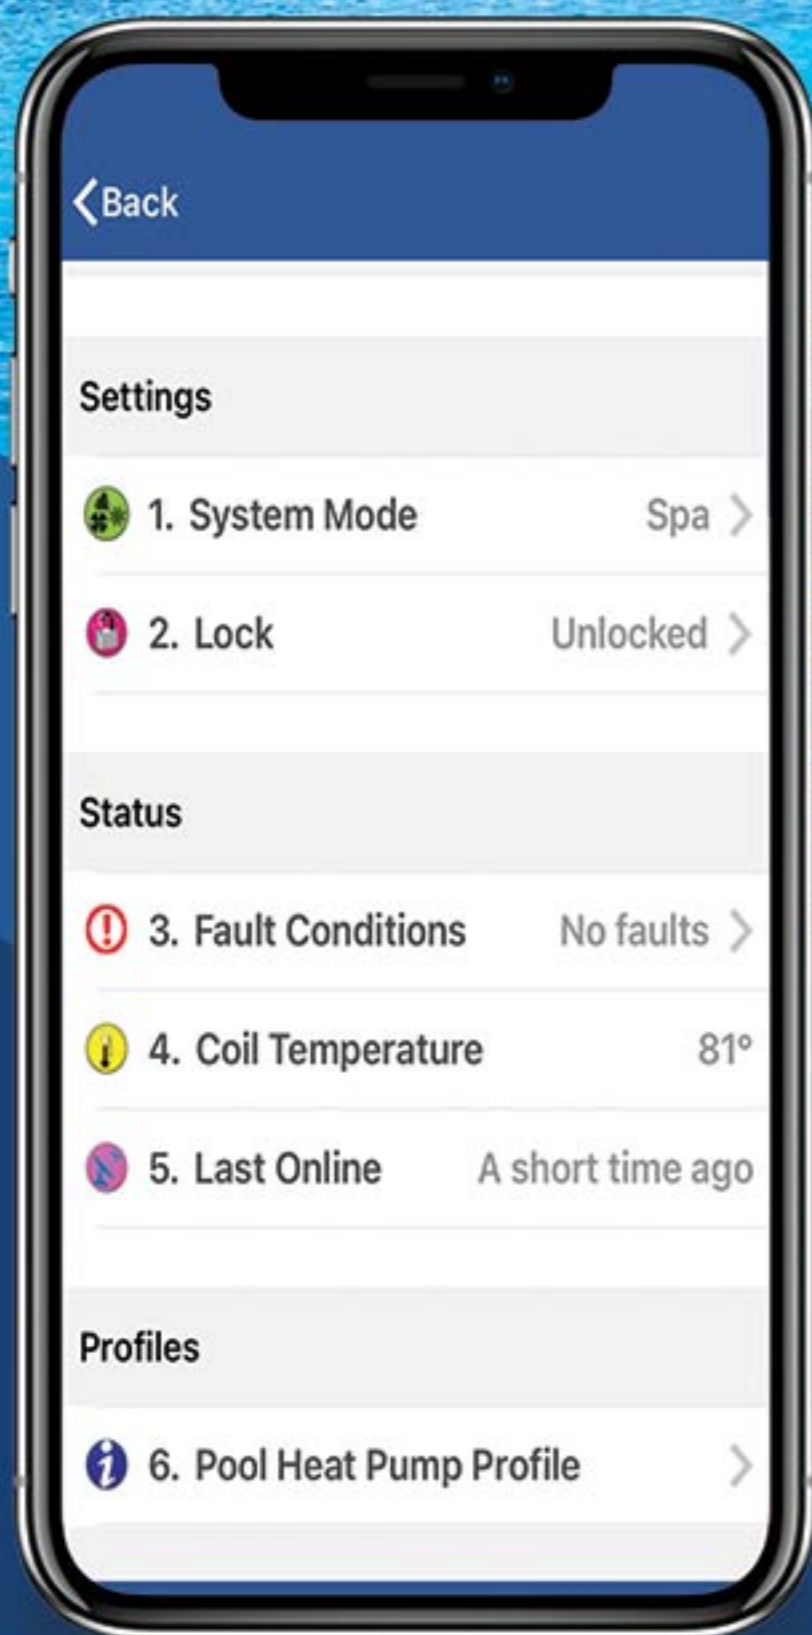 Back
Settings
1. System Mode Spa
2. Lock Unlocked
Status
3. Fault Conditions No faults
4. Coil Temperature 81°
5. Last Online A short time ago
Profiles
6. Pool Heat Pump Profile